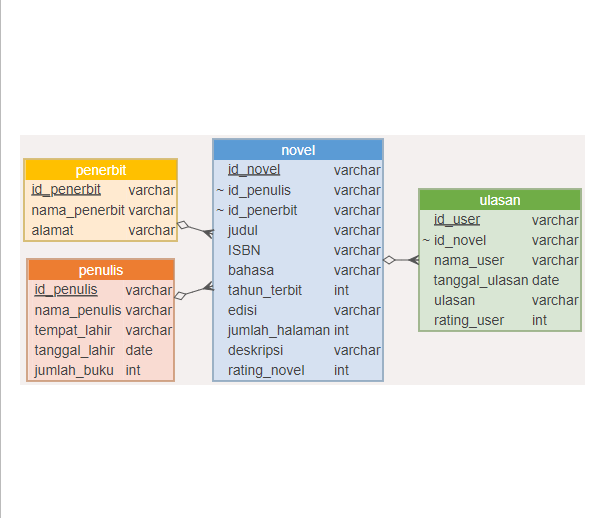 penerbit
id_penerbit varchar
nama_penerbit varchar
alamat varchar
penulis
id_penulis varchar
nama_penulis varchar
tempat_lahir varchar
tanggal_lahir date
jumlah_buku int
novel
id_novel varchar
~ id_penulis varchar
~ id_penerbit varchar
judul varchar
ISBN varchar
bahasa varchar
tahun_terbit int
edisi varchar
jumlah_halaman int
deskripsi varchar
rating_novel int
ulasan
id_user varchar
~ id_novel varchar
nama_user varchar
tanggal_ulasan date
ulasan varchar
rating_user int